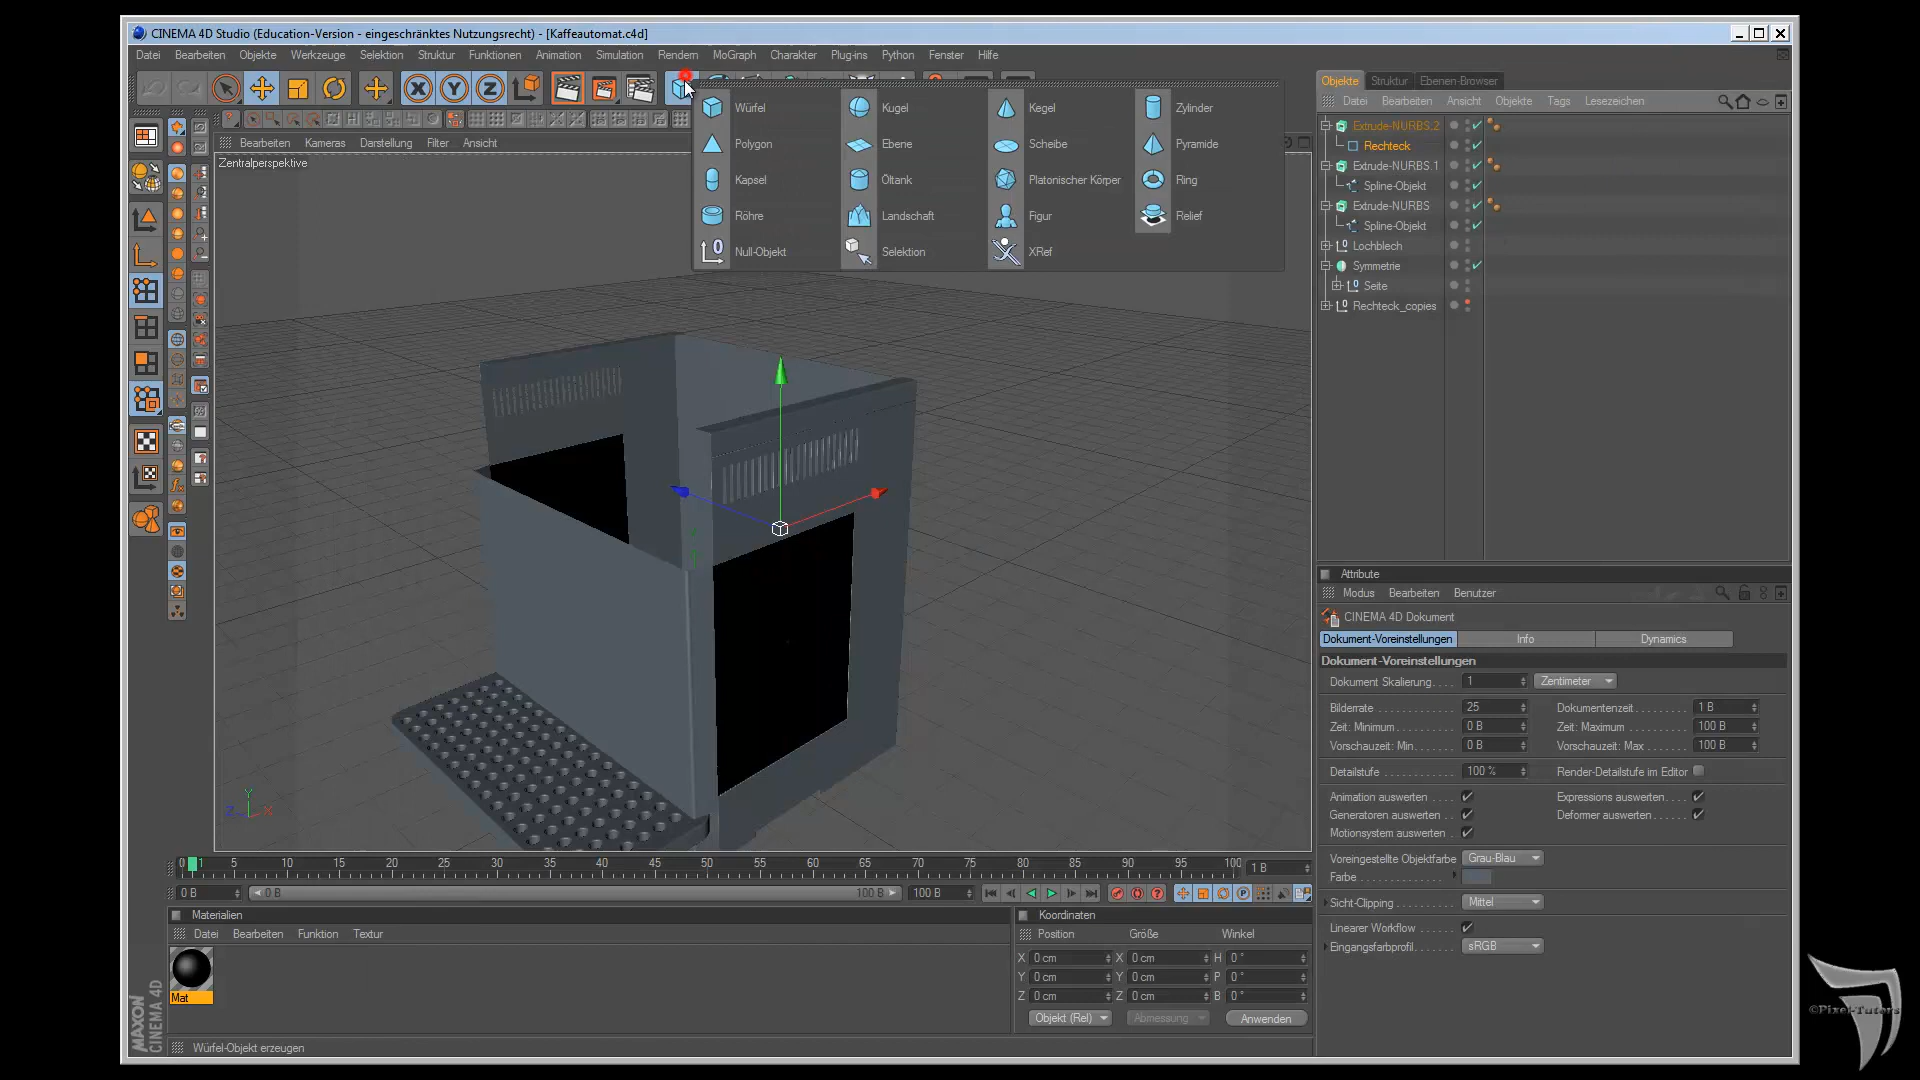 CINEMA 4D Studio (Education-Version - eingeschränktes Nutzungsrecht) - [Kaffeautomat.c4d]
Datei Bearbeiten Objekte Werkzeuge Selektion Struktur Funktionen Animation Simulation Rendern MoGraph Charakter Plug-ins Python Fenster Hilfe
Bearbeiten Kameras Darstellung Filter Ansicht
Zentralperspektive
Würfel Kugel Kegel Zylinder
Polygon Ebene Scheibe Pyramide
Kapsel Öltank Platonischer Körper Ring
Röhre Landschaft Figur Relief
Null-Objekt Selektion XRef
Objekte Struktur Ebenen-Browser
Datei Bearbeiten Ansicht Objekte Tags Lesezeichen
Extrude-NURBS.2
Rechteck
Extrude-NURBS.1
Spline-Objekt
Extrude-NURBS
Spline-Objekt
Lochblech
Symmetrie
Seite
Rechteck_copies
Attribute
Modus Bearbeiten Benutzer
CINEMA 4D Dokument
Dokument-Voreinstellungen Info Dynamics
Dokument-Voreinstellungen
Dokument Skalierung 1 Zentimeter
Bilderrate 25 Dokumentenzeit 1 B
Zeit: Minimum 0 B Zeit: Maximum 100 B
Vorschauzeit: Min 0 B Vorschauzeit: Max 100 B
Detailstufe 100 % Render-Detailstufe im Editor
Animation auswerten Expressions auswerten
Generatoren auswerten Deformer auswerten
Motionsystem auswerten
Voreingestellte Objektfarbe Grau-Blau
Farbe
Sicht-Clipping Mittel
Linearer Workflow
Eingangsfarbprofil sRGB
Y
Z X
0 1 5 10 15 20 25 30 35 40 45 50 55 60 65 70 75 80 85 90 95 100 1 B
0 B 0 B 100 B 100 B
Materialien
Datei Bearbeiten Funktion Textur
Mat
Koordinaten
Position Größe Winkel
X 0 cm X 0 cm H 0 °
Y 0 cm Y 0 cm P 0 °
Z 0 cm Z 0 cm B 0 °
Objekt (Rel) Abmessung Anwenden
Würfel-Objekt erzeugen
MAXON
CINEMA 4D
©Pixel-Tutors